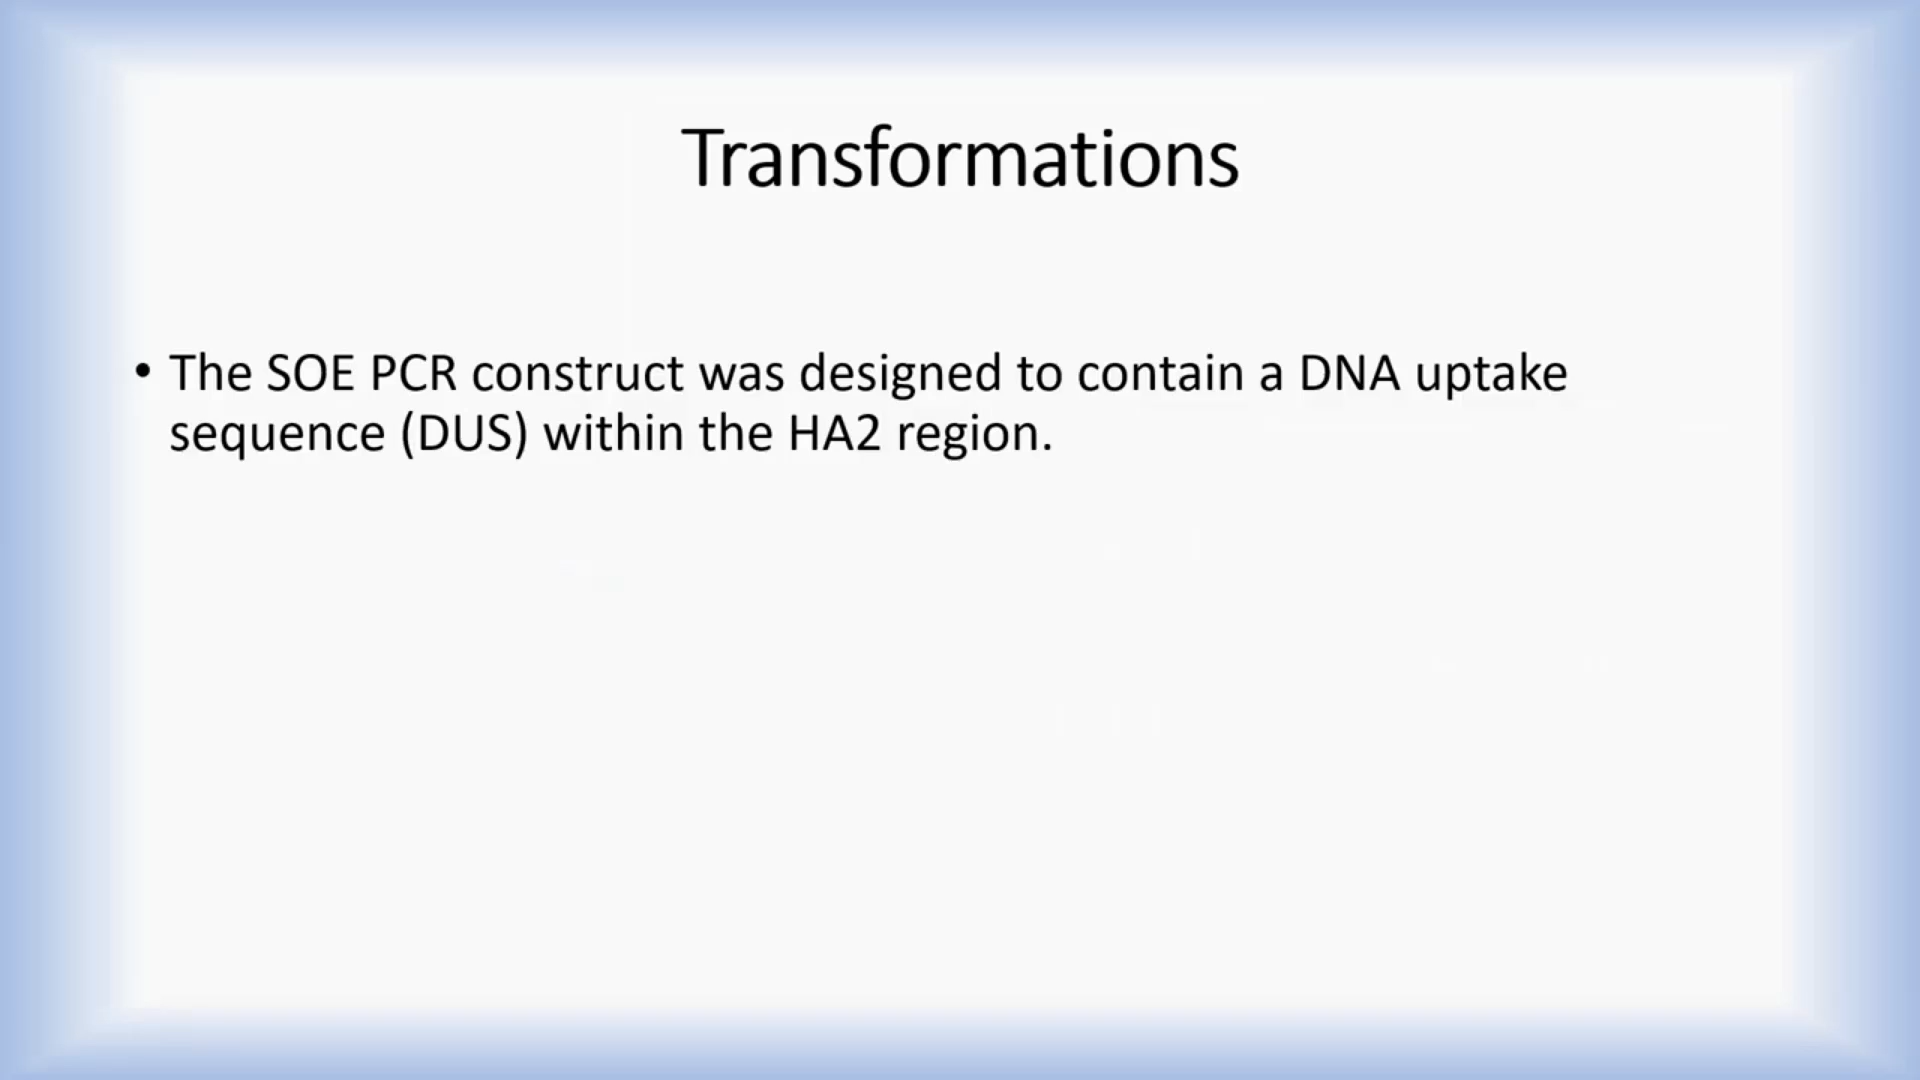 Transformations
• The SOE PCR construct was designed to contain a DNA uptake
sequence (DUS) within the HA2 region.